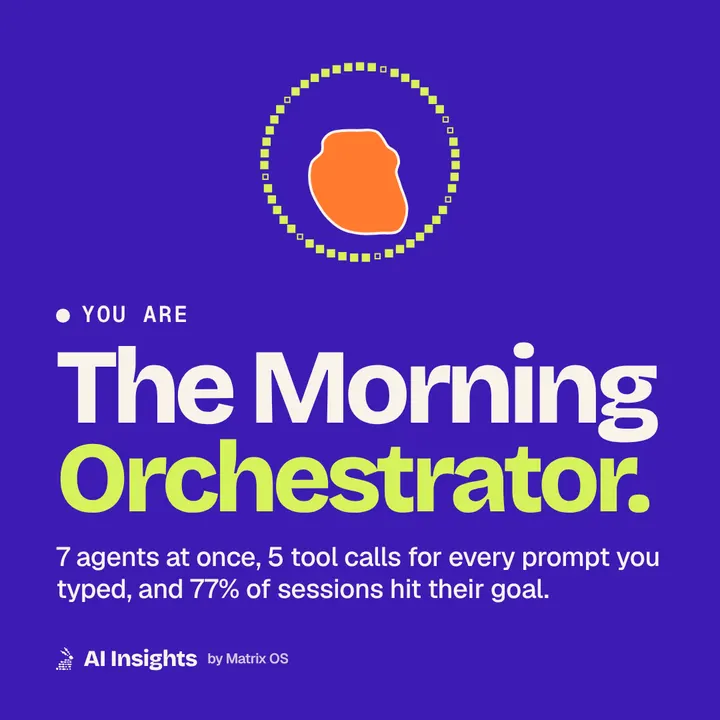 YOU ARE
The Morning
Orchestrator.
7 agents at once, 5 tool calls for every prompt you
typed, and 77% of sessions hit their goal.
AI Insights by Matrix OS